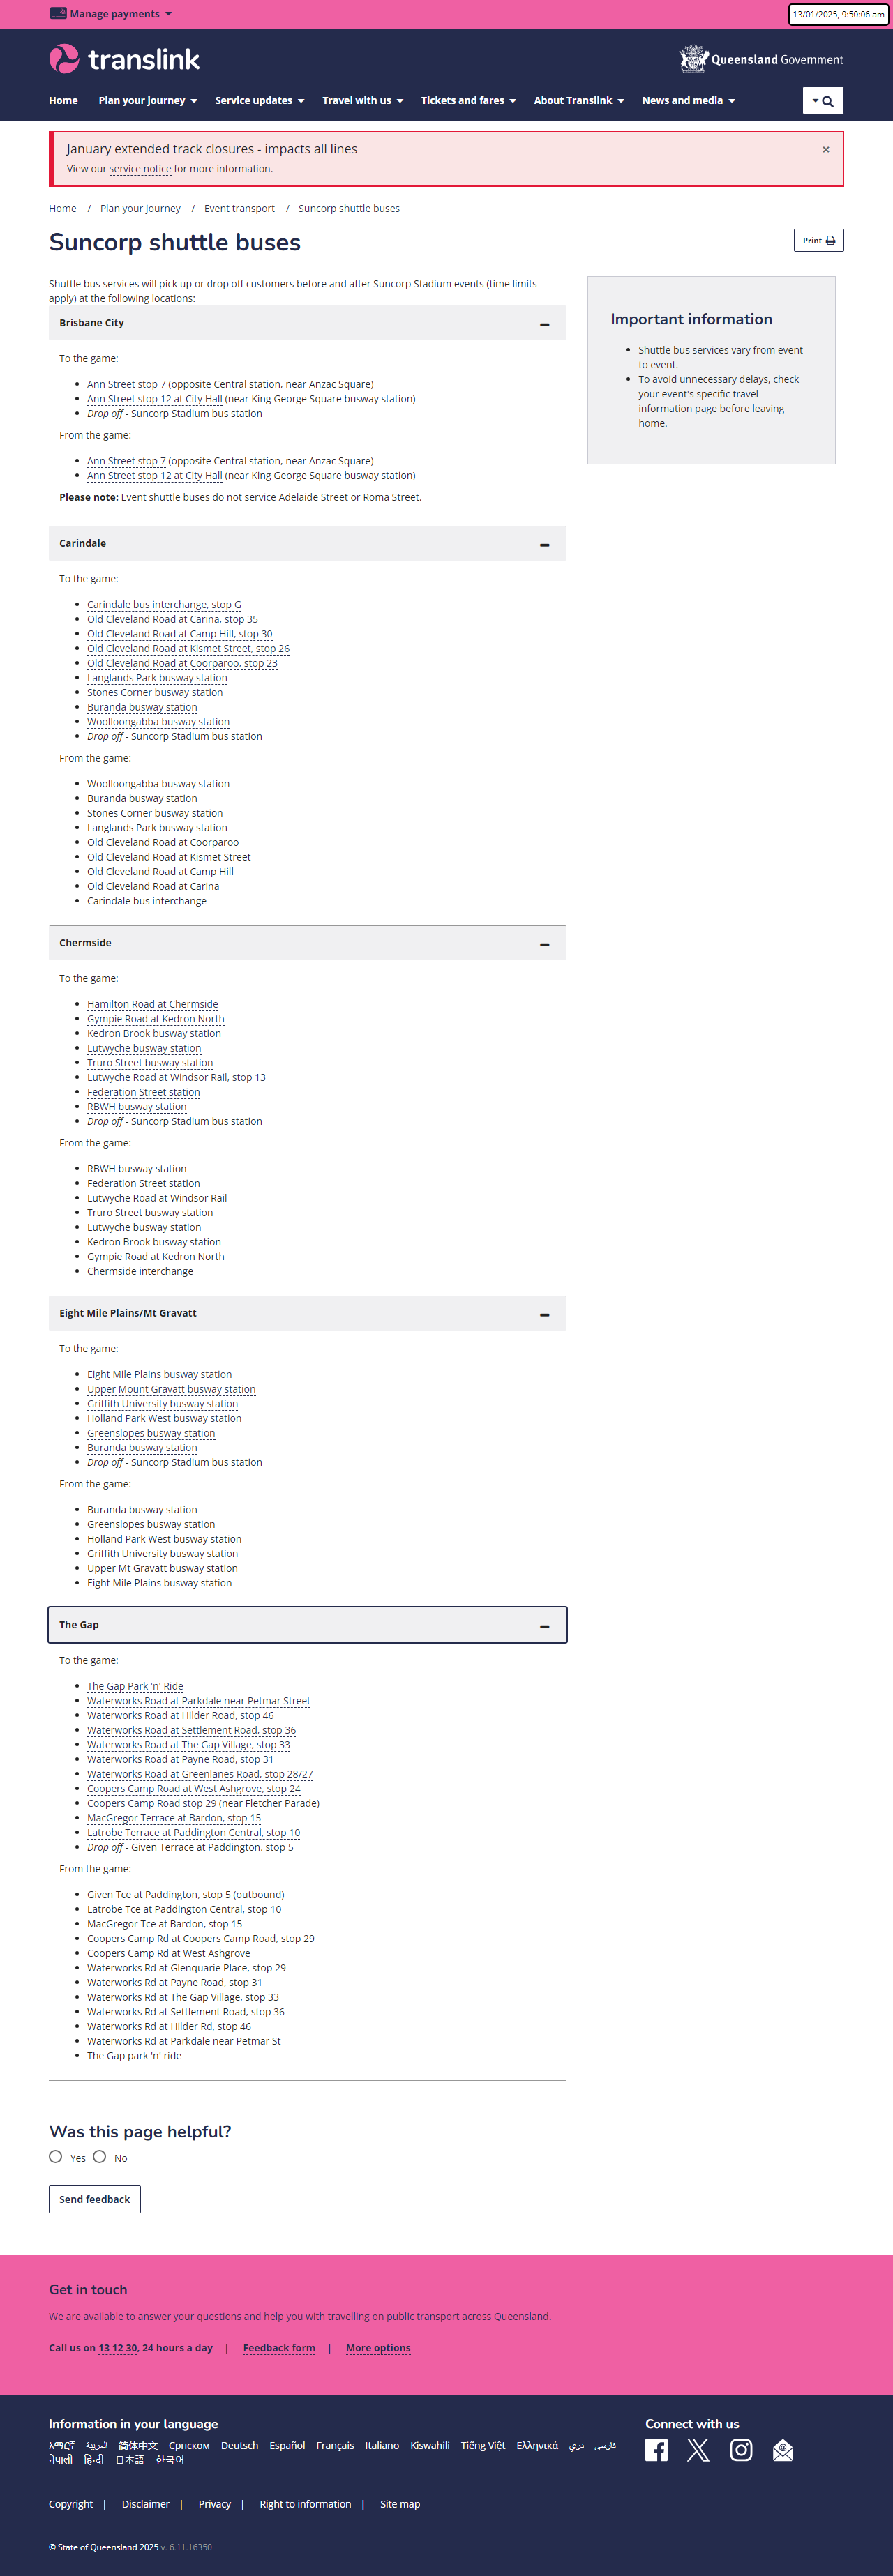 Manage payments
13/01/2025, 9:50:06 am
translink
Queensland Government
Home Plan your journey Service updates Travel with us Tickets and fares About Translink News and media
January extended track closures - impacts all lines
×
View our service notice for more information.
Home / Plan your journey / Event transport / Suncorp shuttle buses
Suncorp shuttle buses
Print
Shuttle bus services will pick up or drop off customers before and after Suncorp Stadium events (time limits
apply) at the following locations:
Brisbane City
To the game:
Ann Street stop 7 (opposite Central station, near Anzac Square)
Ann Street stop 12 at City Hall (near King George Square busway station)
Drop off - Suncorp Stadium bus station
From the game:
Ann Street stop 7 (opposite Central station, near Anzac Square)
Ann Street stop 12 at City Hall (near King George Square busway station)
Please note: Event shuttle buses do not service Adelaide Street or Roma Street.
Important information
Shuttle bus services vary from event
to event.
To avoid unnecessary delays, check
your event's specific travel
information page before leaving
home.
Carindale
To the game:
Carindale bus interchange, stop G
Old Cleveland Road at Carina, stop 35
Old Cleveland Road at Camp Hill, stop 30
Old Cleveland Road at Kismet Street, stop 26
Old Cleveland Road at Coorparoo, stop 23
Langlands Park busway station
Stones Corner busway station
Buranda busway station
Woolloongabba busway station
Drop off - Suncorp Stadium bus station
From the game:
Woolloongabba busway station
Buranda busway station
Stones Corner busway station
Langlands Park busway station
Old Cleveland Road at Coorparoo
Old Cleveland Road at Kismet Street
Old Cleveland Road at Camp Hill
Old Cleveland Road at Carina
Carindale bus interchange
Chermside
To the game:
Hamilton Road at Chermside
Gympie Road at Kedron North
Kedron Brook busway station
Lutwyche busway station
Truro Street busway station
Lutwyche Road at Windsor Rail, stop 13
Federation Street station
RBWH busway station
Drop off - Suncorp Stadium bus station
From the game:
RBWH busway station
Federation Street station
Lutwyche Road at Windsor Rail
Truro Street busway station
Lutwyche busway station
Kedron Brook busway station
Gympie Road at Kedron North
Chermside interchange
Eight Mile Plains/Mt Gravatt
To the game:
Eight Mile Plains busway station
Upper Mount Gravatt busway station
Griffith University busway station
Holland Park West busway station
Greenslopes busway station
Buranda busway station
Drop off - Suncorp Stadium bus station
From the game:
Buranda busway station
Greenslopes busway station
Holland Park West busway station
Griffith University busway station
Upper Mt Gravatt busway station
Eight Mile Plains busway station
The Gap
To the game:
The Gap Park 'n' Ride
Waterworks Road at Parkdale near Petmar Street
Waterworks Road at Hilder Road, stop 46
Waterworks Road at Settlement Road, stop 36
Waterworks Road at The Gap Village, stop 33
Waterworks Road at Payne Road, stop 31
Waterworks Road at Greenlanes Road, stop 28/27
Coopers Camp Road at West Ashgrove, stop 24
Coopers Camp Road stop 29 (near Fletcher Parade)
MacGregor Terrace at Bardon, stop 15
Latrobe Terrace at Paddington Central, stop 10
Drop off - Given Terrace at Paddington, stop 5
From the game:
Given Tce at Paddington, stop 5 (outbound)
Latrobe Tce at Paddington Central, stop 10
MacGregor Tce at Bardon, stop 15
Coopers Camp Rd at Coopers Camp Road, stop 29
Coopers Camp Rd at West Ashgrove
Waterworks Rd at Glenquarie Place, stop 29
Waterworks Rd at Payne Road, stop 31
Waterworks Rd at The Gap Village, stop 33
Waterworks Rd at Settlement Road, stop 36
Waterworks Rd at Hilder Rd, stop 46
Waterworks Rd at Parkdale near Petmar St
The Gap park 'n' ride
Was this page helpful?
Yes No
Send feedback
Get in touch
We are available to answer your questions and help you with travelling on public transport across Queensland.
Call us on 13 12 30, 24 hours a day | Feedback form | More options
Information in your language
አማርኛ العربية 简体中文 Српском Deutsch Español Français Italiano Kiswahili Tiếng Việt Ελληνικά دری فارسی
नेपाली हिन्दी 日本語 한국어
Connect with us
Copyright | Disclaimer | Privacy | Right to information | Site map
© State of Queensland 2025 v. 6.11.16350